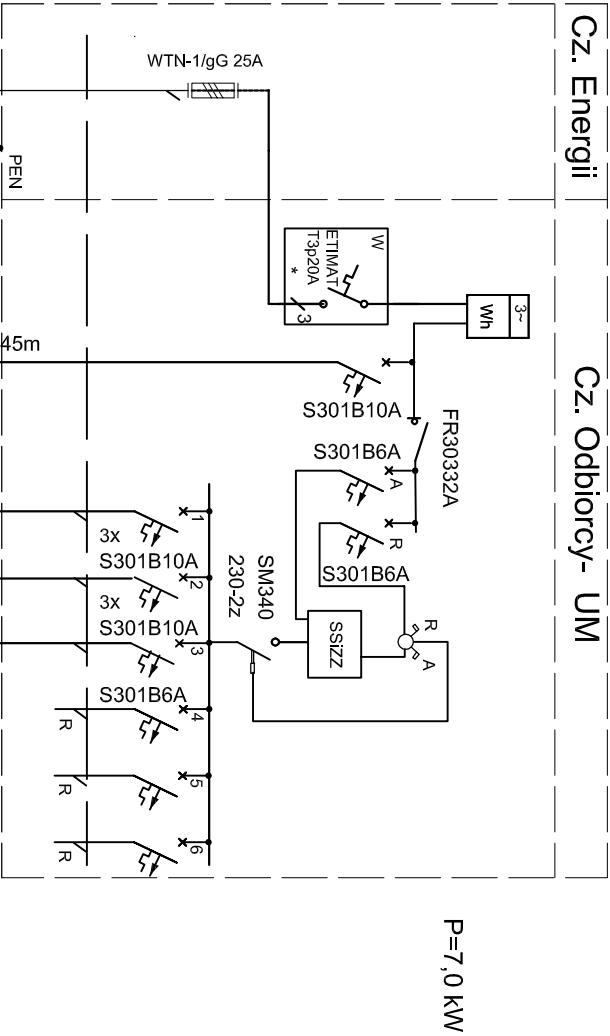 Cz. Energii
Cz. Odbiorcy- UM
WTN-1/gG 25A
PEN
W
ETIMAT
T3p20A
*
3
3~
Wh
45m
S301B10A
FR30332A
S301B6A
A
R
S301B6A
R
A
SSiZZ
SM340
230-2z
1
3x
S301B10A
2
3x
S301B10A
3
S301B6A
4
R
5
R
6
R
P=7,0 kW